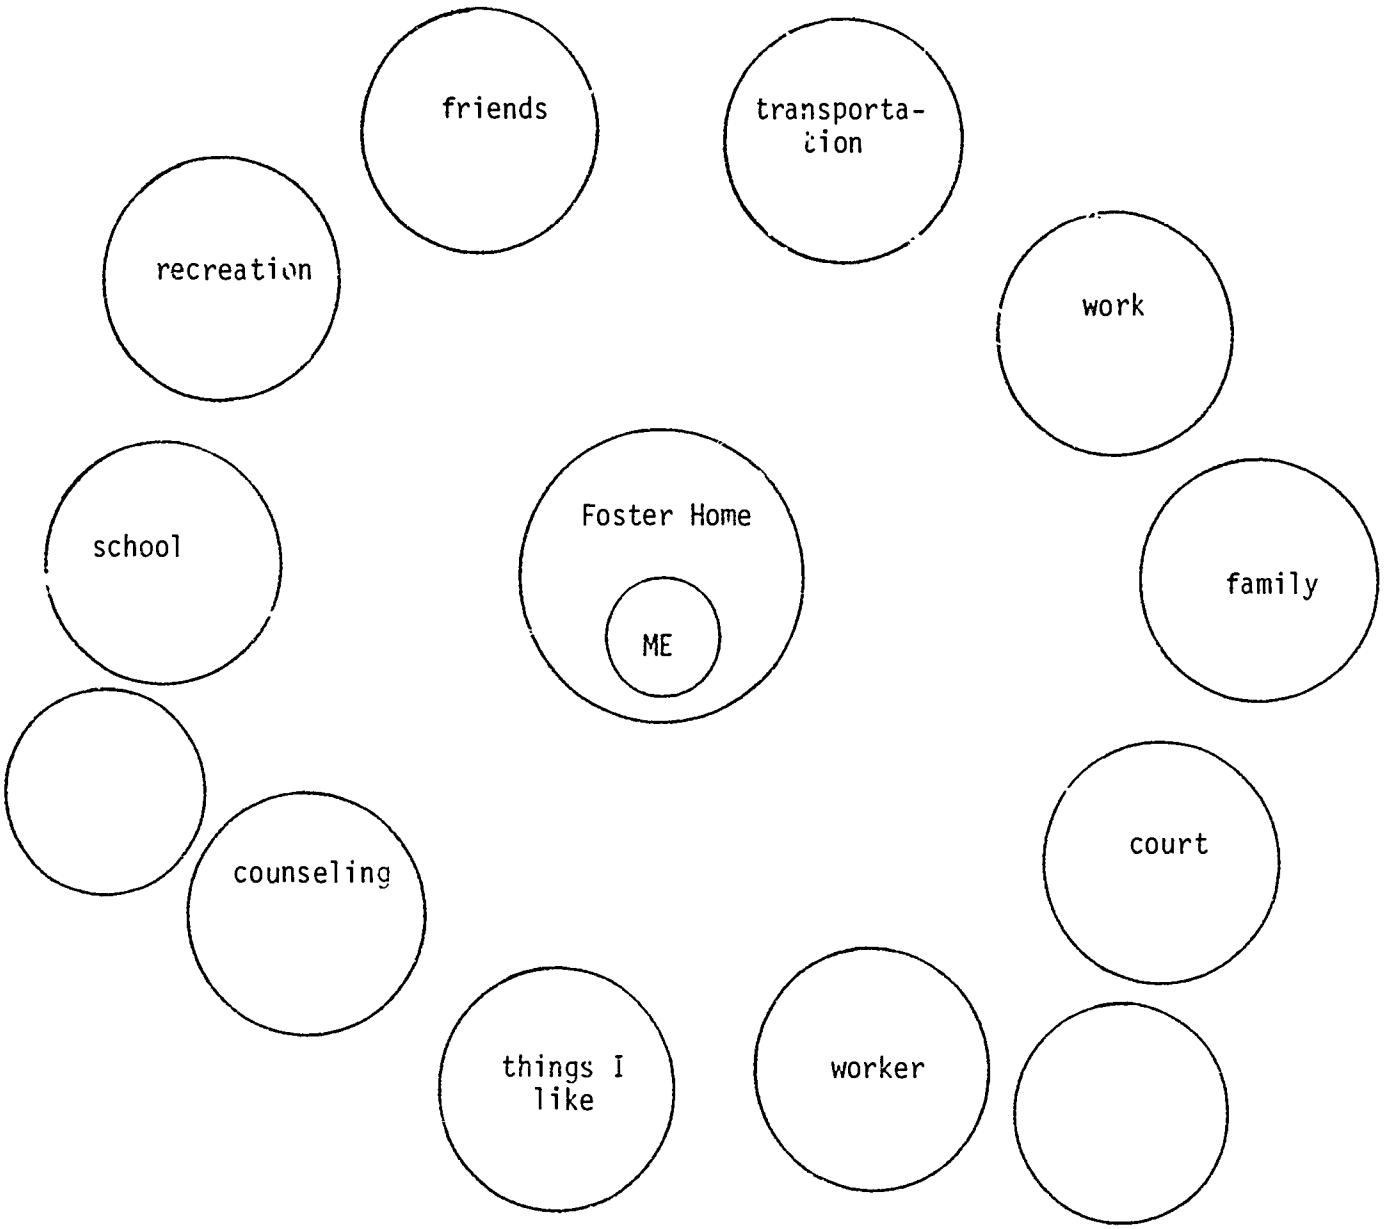 friends
transporta-
tion
recreation
work
Foster Home
school
family
ME
court
counseling
things I
like
worker